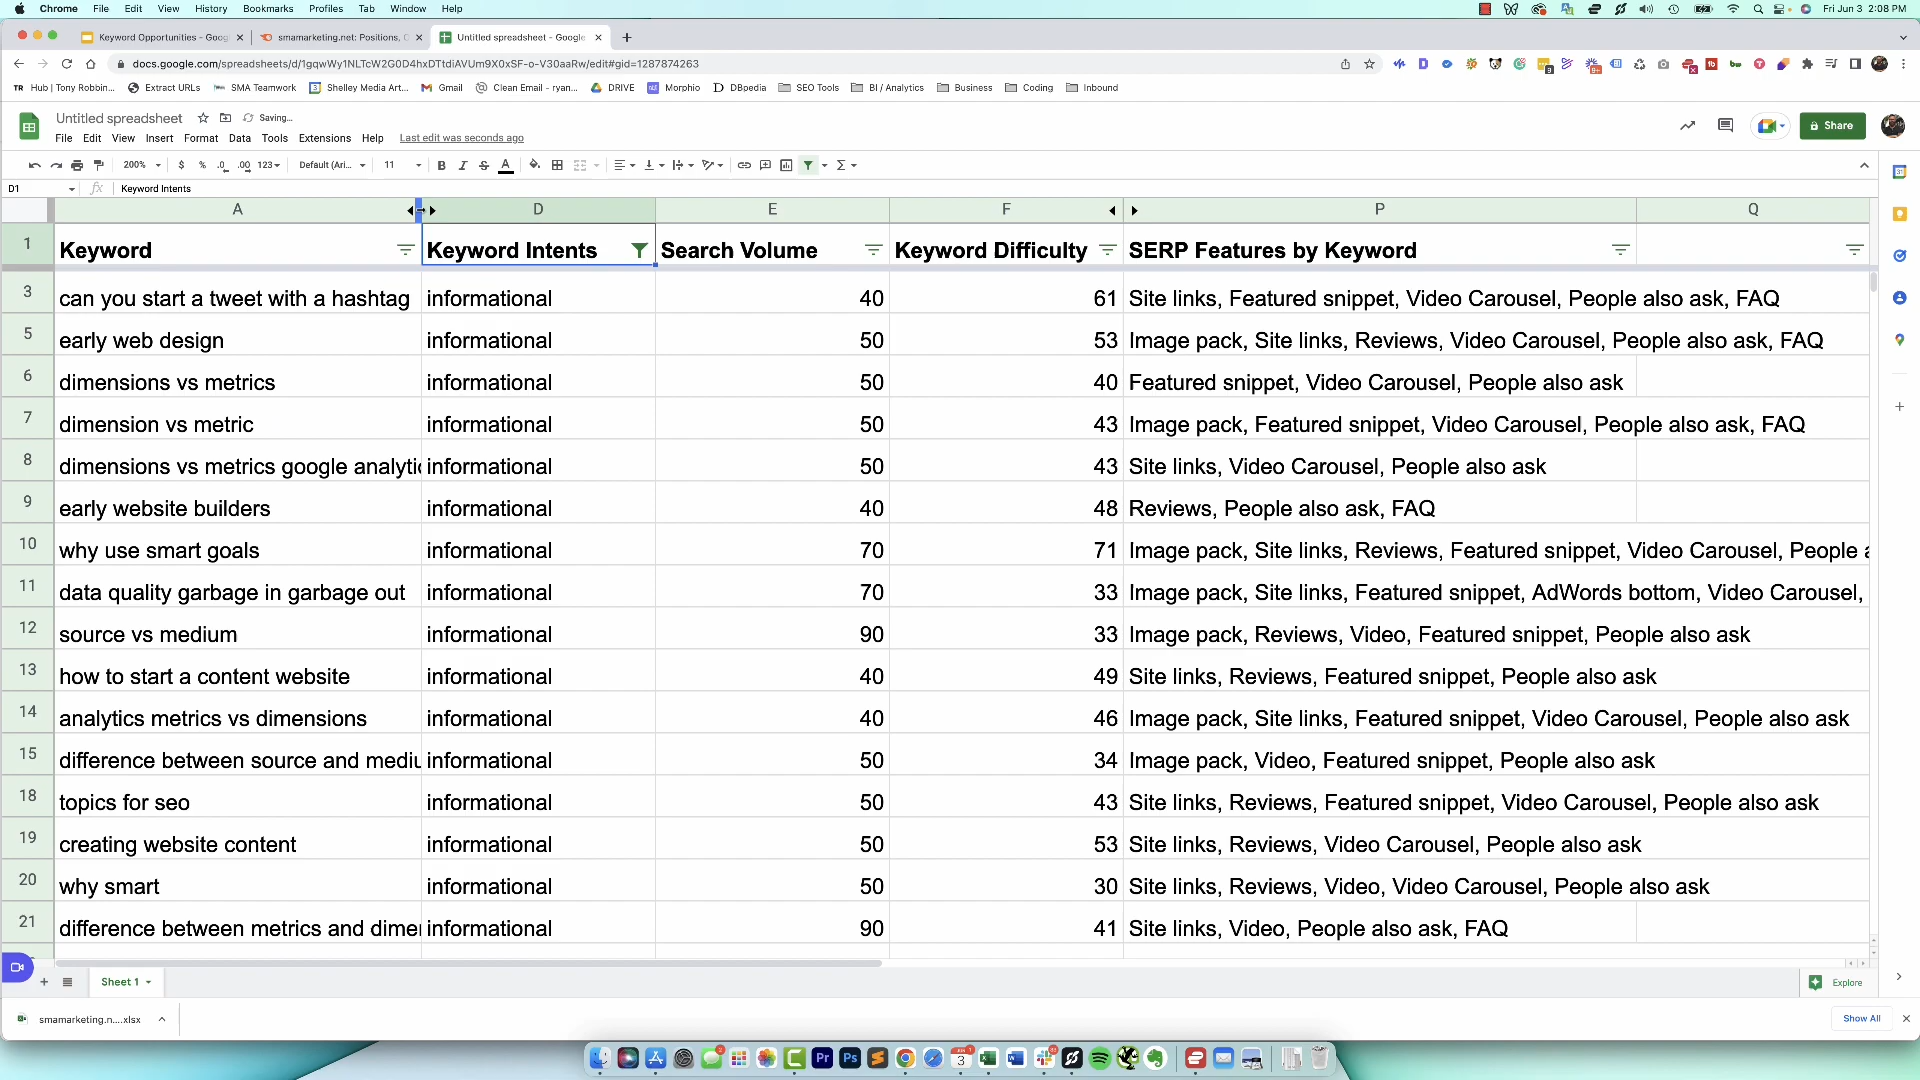 Chrome File Edit View History Bookmarks Profiles Tab Window Help Fri Jun 3 2:08 PM
Keyword Opportunities - Goog smamarketing.net: Positions, Untitled spreadsheet - Google
docs.google.com/spreadsheets/d/1gqwWy1NLTcW2G0D4hxDTtdiAVUm9X0xSF-o-V30aaRw/edit#gid=1287874263
Hub | Tony Robbin... Extract URLs SMA Teamwork Shelley Media Art... Gmail Clean Email - ryan... DRIVE Morphio DBpedia SEO Tools BI / Analytics Business Coding Inbound
Untitled spreadsheet Saving...
File Edit View Insert Format Data Tools Extensions Help Last edit was seconds ago
Share
200% $ % .0 .00 123 Default (Ari... 11 B I S A
D1 fx Keyword Intents
A D E F P Q
1 Keyword Keyword Intents Search Volume Keyword Difficulty SERP Features by Keyword
3 can you start a tweet with a hashtag informational 40 61 Site links, Featured snippet, Video Carousel, People also ask, FAQ
5 early web design informational 50 53 Image pack, Site links, Reviews, Video Carousel, People also ask, FAQ
6 dimensions vs metrics informational 50 40 Featured snippet, Video Carousel, People also ask
7 dimension vs metric informational 50 43 Image pack, Featured snippet, Video Carousel, People also ask, FAQ
8 dimensions vs metrics google analytic informational 50 43 Site links, Video Carousel, People also ask
9 early website builders informational 40 48 Reviews, People also ask, FAQ
10 why use smart goals informational 70 71 Image pack, Site links, Reviews, Featured snippet, Video Carousel, People a
11 data quality garbage in garbage out informational 70 33 Image pack, Site links, Featured snippet, AdWords bottom, Video Carousel,
12 source vs medium informational 90 33 Image pack, Reviews, Video, Featured snippet, People also ask
13 how to start a content website informational 40 49 Site links, Reviews, Featured snippet, People also ask
14 analytics metrics vs dimensions informational 40 46 Image pack, Site links, Featured snippet, Video Carousel, People also ask
15 difference between source and mediu informational 50 34 Image pack, Video, Featured snippet, People also ask
18 topics for seo informational 50 43 Site links, Reviews, Featured snippet, Video Carousel, People also ask
19 creating website content informational 50 53 Site links, Reviews, Video Carousel, People also ask
20 why smart informational 50 30 Site links, Reviews, Video, Video Carousel, People also ask
21 difference between metrics and dime informational 90 41 Site links, Video, People also ask, FAQ
Sheet 1 Explore
smamarketing.n....xlsx Show All